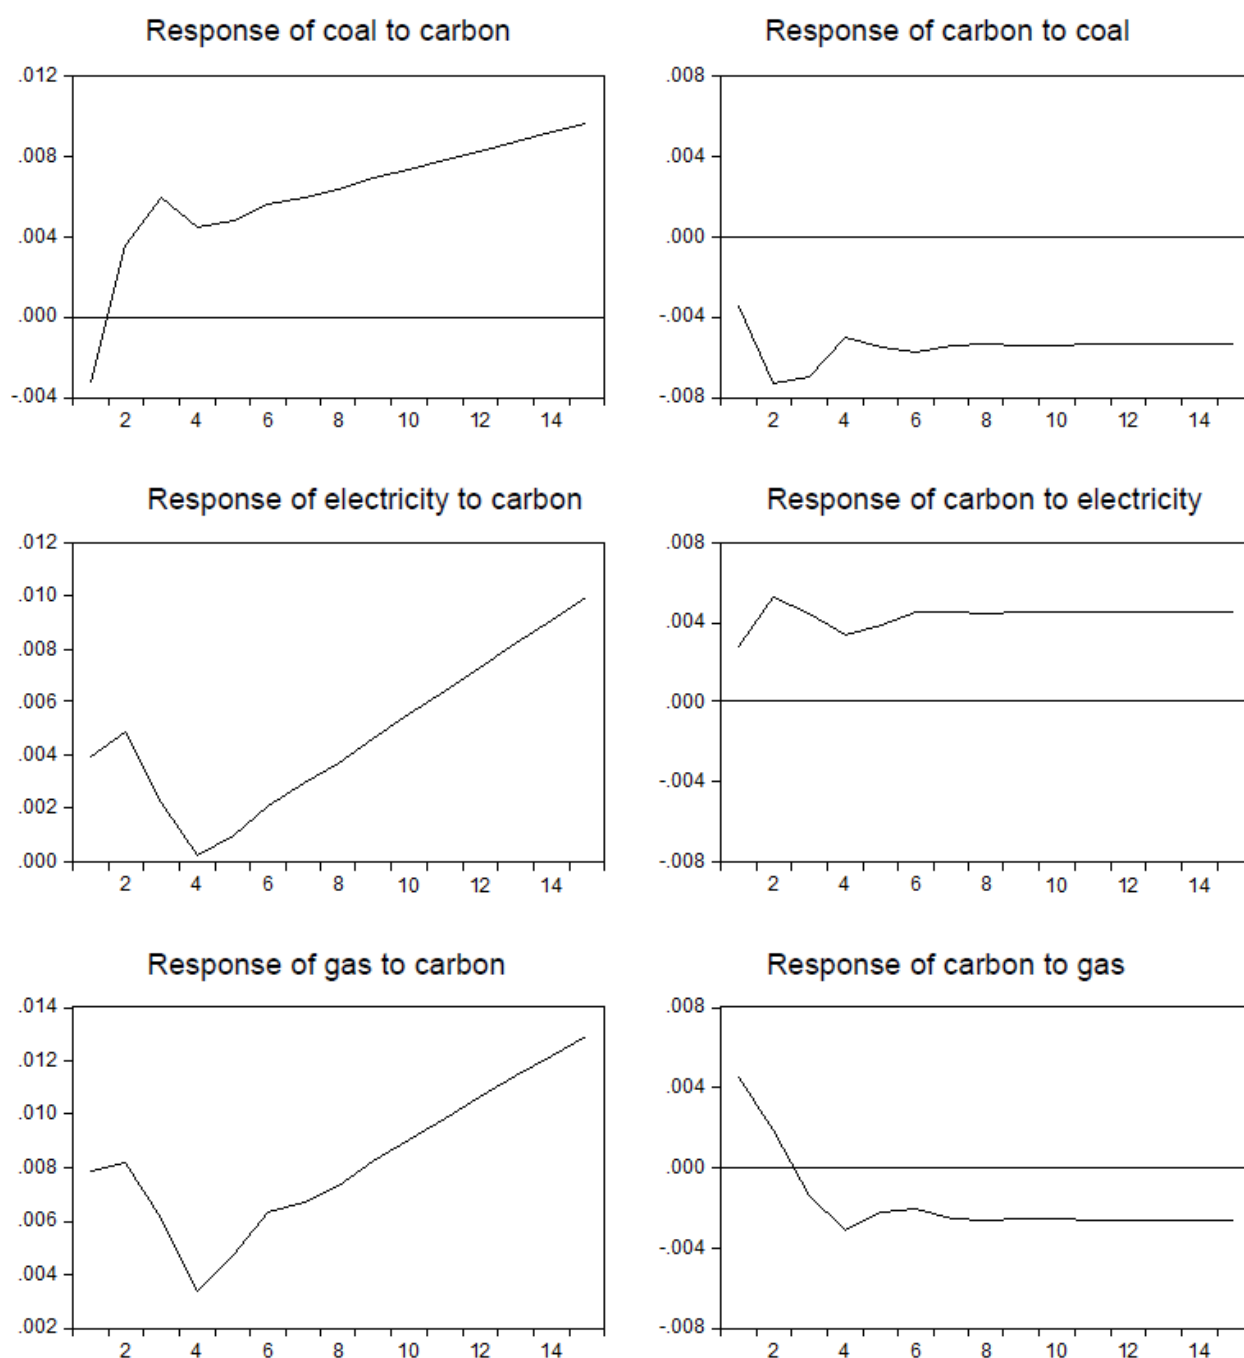 Response of coal to carbon
.012
.008
.004
.000
-.004
2 4 6 8 10 12 14
Response of carbon to coal
.008
.004
.000
-.004
-.008
2 4 6 8 10 12 14
Response of electricity to carbon
.012
.010
.008
.006
.004
.002
.000
2 4 6 8 10 12 14
Response of carbon to electricity
.008
.004
.000
-.004
-.008
2 4 6 8 10 12 14
Response of gas to carbon
.014
.012
.010
.008
.006
.004
.002
2 4 6 8 10 12 14
Response of carbon to gas
.008
.004
.000
-.004
-.008
2 4 6 8 10 12 14